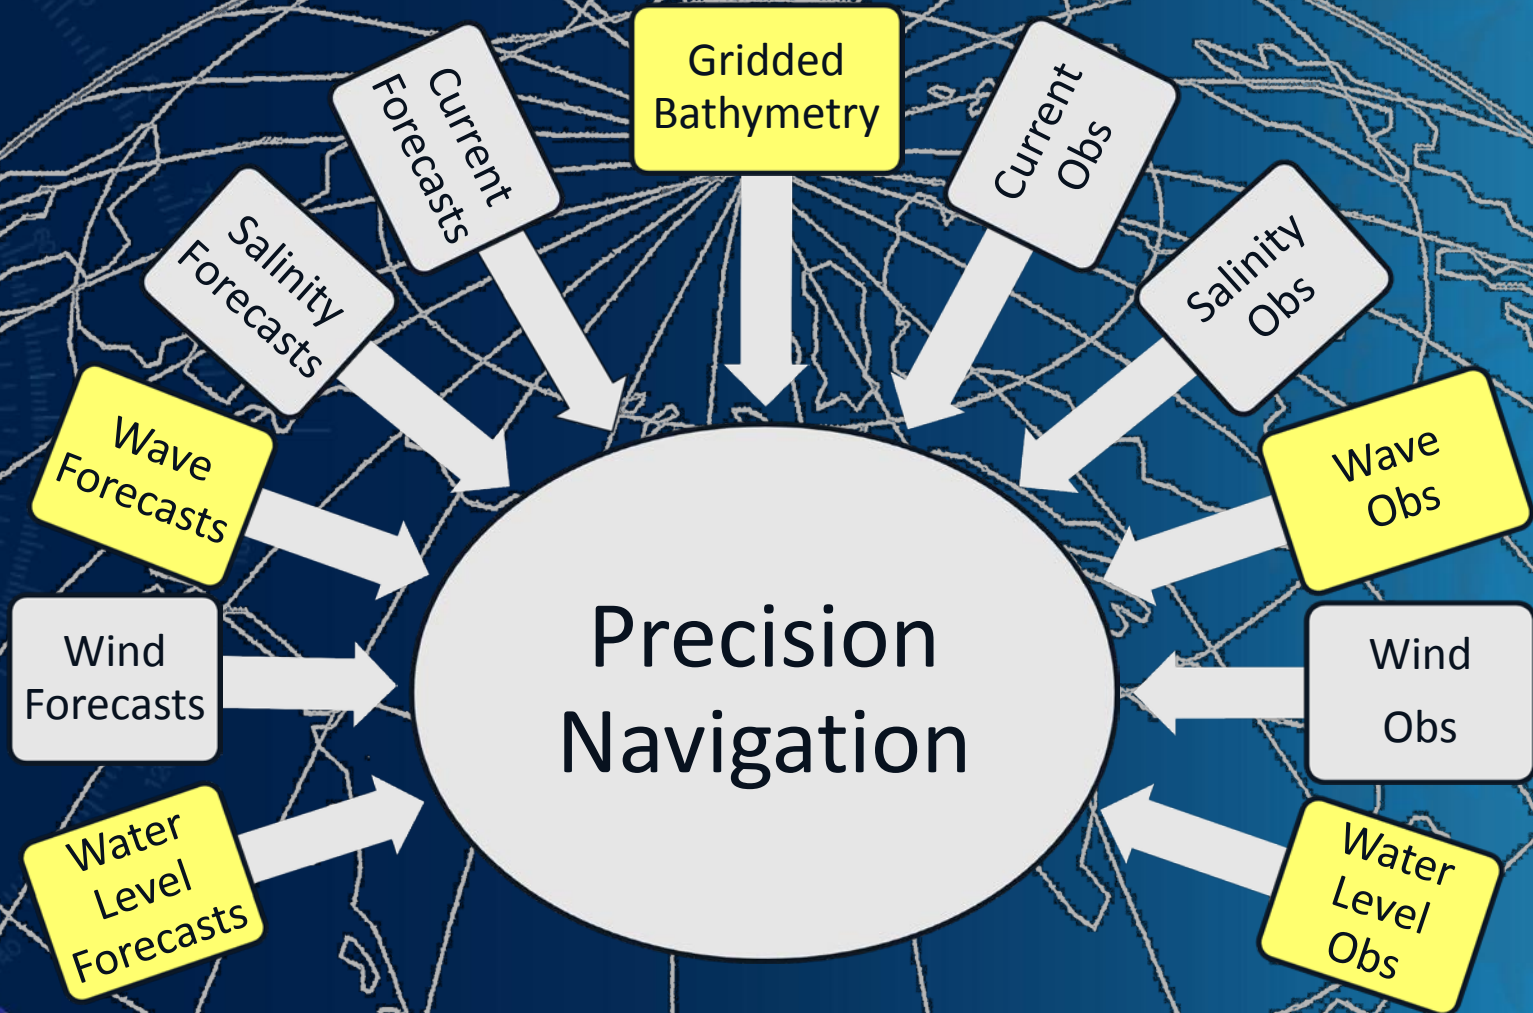 Gridded
Bathymetry
Current
Forecasts
Current
Obs
Salinity
Forecasts
Salinity
Obs
Wave
Forecasts
Wave
Obs
Wind
Forecasts
Precision
Navigation
Wind
Obs
Water
Level
Forecasts
Water
Level
Obs